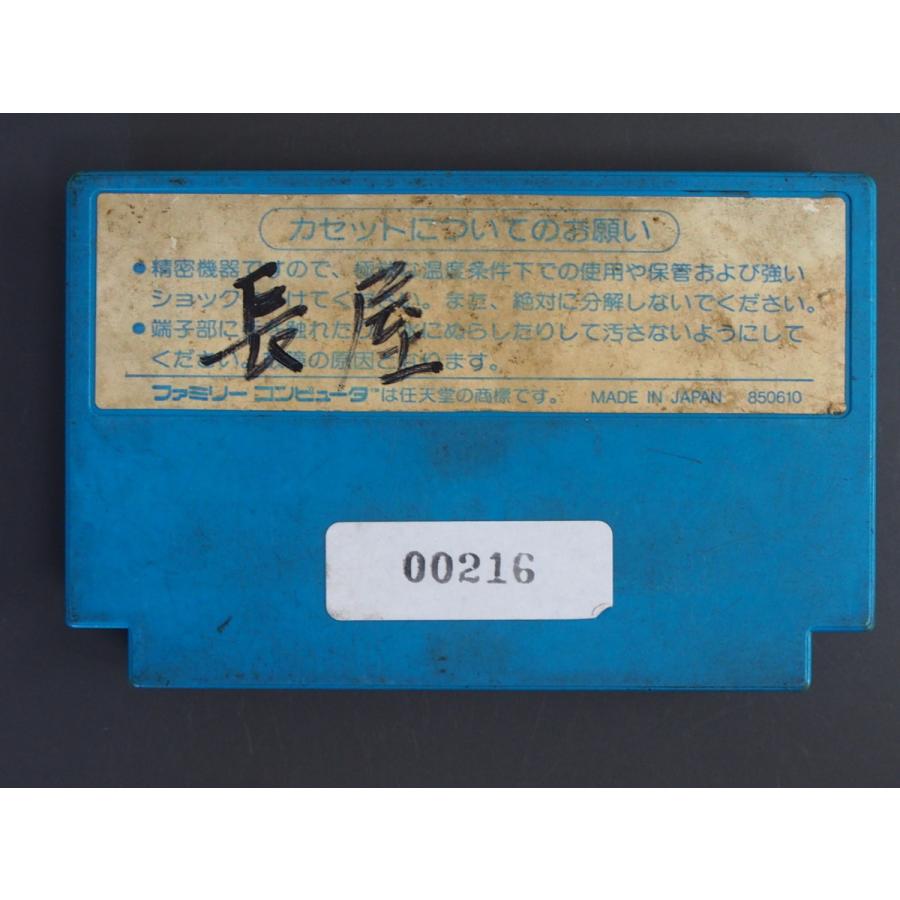 カセットについてのお願い
●精密機器ですので、極 温度条件下での使用や保管および強い
ショック けてください。また、絶対に分解しないでください。
●端子部に 触れた にぬらしたりして汚さないようにして
ください。 の原因 ります。
ファミリー コンピュータ™は任天堂の商標です。 MADE IN JAPAN 850610
長屋
00216